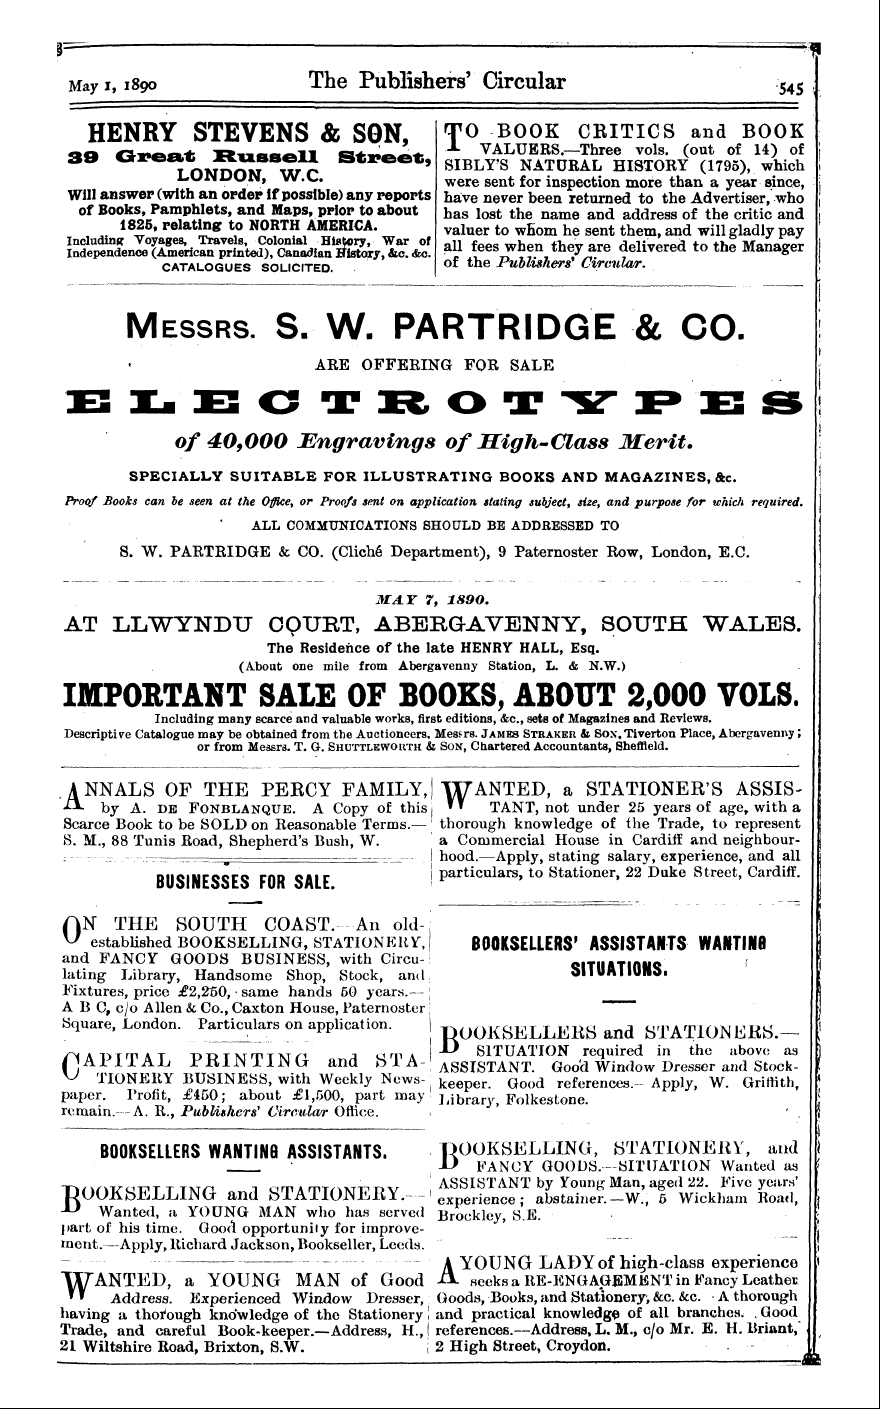 May 1, 1890
The Publishers' Circular
545
HENRY STEVENS & SON,
39 Great Russell Street,
LONDON, W.C.
Will answer (with an order if possible) any reports
of Books, Pamphlets, and Maps, prior to about
1825, relating to NORTH AMERICA.
Including Voyages, Travels, Colonial History, War of
Independence (American printed), Canadian History, &c. &c.
CATALOGUES SOLICITED.
TO BOOK CRITICS and BOOK
VALUERS.—Three vols. (out of 14) of
SIBLY'S NATURAL HISTORY (1795), which
were sent for inspection more than a year since,
have never been returned to the Advertiser, who
has lost the name and address of the critic and
valuer to whom he sent them, and will gladly pay
all fees when they are delivered to the Manager
of the Publishers' Circular.
MESSRS. S. W. PARTRIDGE & CO.
ARE OFFERING FOR SALE
ELECTROTYPES
of 40,000 Engravings of High-Class Merit.
SPECIALLY SUITABLE FOR ILLUSTRATING BOOKS AND MAGAZINES, &c.
Proof Books can be seen at the Office, or Proofs sent on application stating subject, size, and purpose for which required.
ALL COMMUNICATIONS SHOULD BE ADDRESSED TO
S. W. PARTRIDGE & CO. (Cliché Department), 9 Paternoster Row, London, E.C.
MAY 7, 1890.
AT LLWYNDU COURT, ABERGAVENNY, SOUTH WALES.
The Residence of the late HENRY HALL, Esq.
(About one mile from Abergavenny Station, L. & N.W.)
IMPORTANT SALE OF BOOKS, ABOUT 2,000 VOLS.
Including many scarce and valuable works, first editions, &c., sets of Magazines and Reviews.
Descriptive Catalogue may be obtained from the Auctioneers, Messrs. JAMES STRAKER & SON, Tiverton Place, Abergavenny;
or from Messrs. T. G. SHUTTLEWORTH & SON, Chartered Accountants, Sheffield.
ANNALS OF THE PERCY FAMILY,
by A. DE FONBLANQUE. A Copy of this
Scarce Book to be SOLD on Reasonable Terms.—
S. M., 88 Tunis Road, Shepherd's Bush, W.
BUSINESSES FOR SALE.
ON THE SOUTH COAST.—An old-
established BOOKSELLING, STATIONERY,
and FANCY GOODS BUSINESS, with Circu-
lating Library, Handsome Shop, Stock, and
Fixtures, price £2,250, same hands 50 years.—
A B C, c/o Allen & Co., Caxton House, Paternoster
Square, London. Particulars on application.
CAPITAL PRINTING and STA-
TIONERY BUSINESS, with Weekly News-
paper. Profit, £450; about £1,500, part may
remain.—A. R., Publishers' Circular Office.
BOOKSELLERS WANTING ASSISTANTS.
BOOKSELLING and STATIONERY.—
Wanted, a YOUNG MAN who has served
part of his time. Good opportunity for improve-
ment.—Apply, Richard Jackson, Bookseller, Leeds.
WANTED, a YOUNG MAN of Good
Address. Experienced Window Dresser,
having a thorough knowledge of the Stationery
Trade, and careful Book-keeper.—Address, H.,
21 Wiltshire Road, Brixton, S.W.
WANTED, a STATIONER'S ASSIS-
TANT, not under 25 years of age, with a
thorough knowledge of the Trade, to represent
a Commercial House in Cardiff and neighbour-
hood.—Apply, stating salary, experience, and all
particulars, to Stationer, 22 Duke Street, Cardiff.
BOOKSELLERS' ASSISTANTS WANTING
SITUATIONS.
BOOKSELLERS and STATIONERS.—
SITUATION required in the above as
ASSISTANT. Good Window Dresser and Stock-
keeper. Good references.—Apply, W. Griffith,
Library, Folkestone.
BOOKSELLING, STATIONERY, and
FANCY GOODS.—SITUATION Wanted as
ASSISTANT by Young Man, aged 22. Five years'
experience; abstainer.—W., 5 Wickham Road,
Brockley, S.E.
A YOUNG LADY of high-class experience
seeks a RE-ENGAGEMENT in Fancy Leather
Goods, Books, and Stationery, &c. &c. A thorough
and practical knowledge of all branches. Good
references.—Address, L. M., c/o Mr. E. H. Briant,
2 High Street, Croydon.